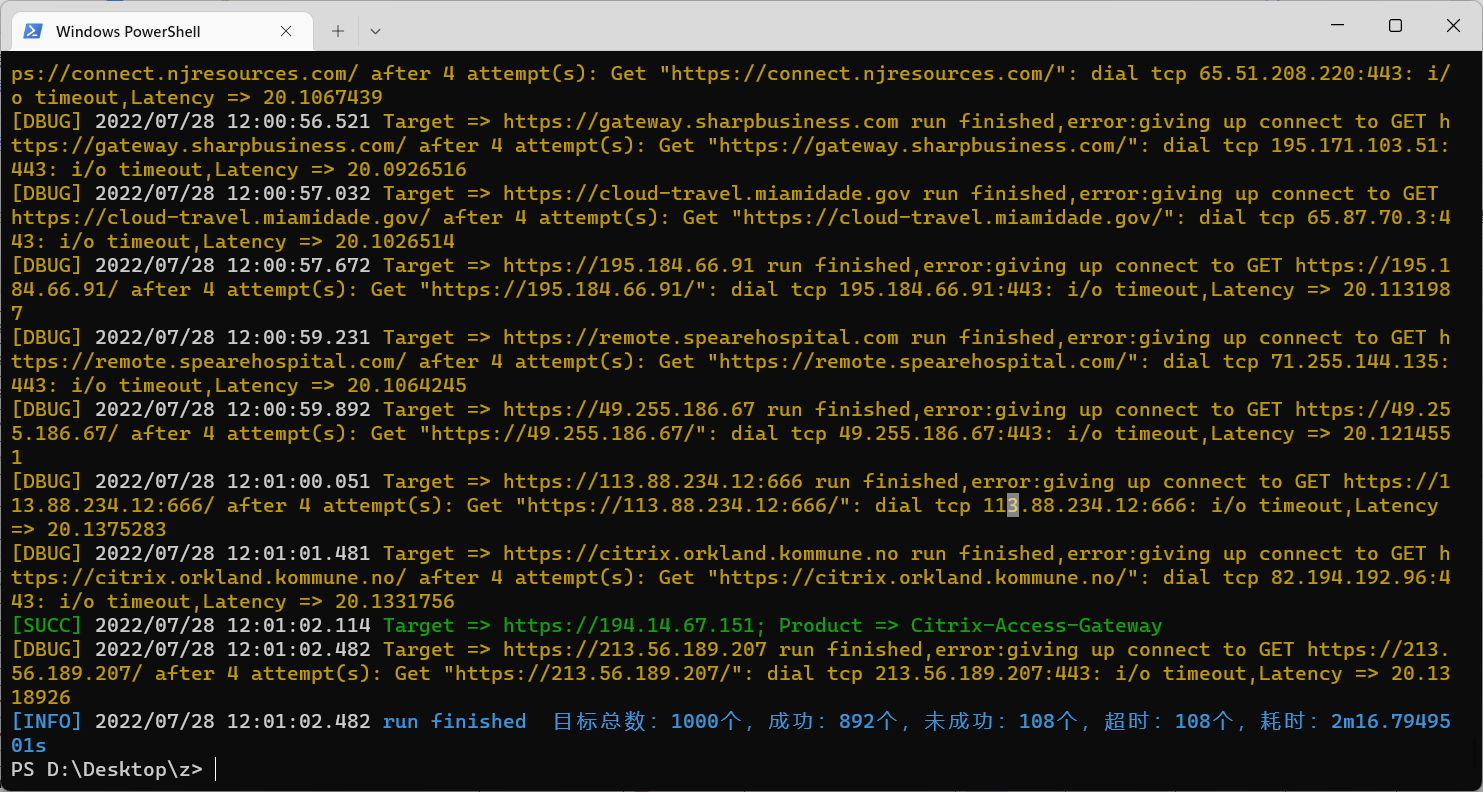 Windows PowerShell
ps://connect.njresources.com/ after 4 attempt(s): Get "https://connect.njresources.com/": dial tcp 65.51.208.220:443: i/
o timeout,Latency => 20.1067439
[DBUG] 2022/07/28 12:00:56.521 Target => https://gateway.sharpbusiness.com run finished,error:giving up connect to GET h
ttps://gateway.sharpbusiness.com/ after 4 attempt(s): Get "https://gateway.sharpbusiness.com/": dial tcp 195.171.103.51:
443: i/o timeout,Latency => 20.0926516
[DBUG] 2022/07/28 12:00:57.032 Target => https://cloud-travel.miamidade.gov run finished,error:giving up connect to GET
https://cloud-travel.miamidade.gov/ after 4 attempt(s): Get "https://cloud-travel.miamidade.gov/": dial tcp 65.87.70.3:4
43: i/o timeout,Latency => 20.1026514
[DBUG] 2022/07/28 12:00:57.672 Target => https://195.184.66.91 run finished,error:giving up connect to GET https://195.1
84.66.91/ after 4 attempt(s): Get "https://195.184.66.91/": dial tcp 195.184.66.91:443: i/o timeout,Latency => 20.113198
7
[DBUG] 2022/07/28 12:00:59.231 Target => https://remote.spearehospital.com run finished,error:giving up connect to GET h
ttps://remote.spearehospital.com/ after 4 attempt(s): Get "https://remote.spearehospital.com/": dial tcp 71.255.144.135:
443: i/o timeout,Latency => 20.1064245
[DBUG] 2022/07/28 12:00:59.892 Target => https://49.255.186.67 run finished,error:giving up connect to GET https://49.25
5.186.67/ after 4 attempt(s): Get "https://49.255.186.67/": dial tcp 49.255.186.67:443: i/o timeout,Latency => 20.121455
1
[DBUG] 2022/07/28 12:01:00.051 Target => https://113.88.234.12:666 run finished,error:giving up connect to GET https://1
13.88.234.12:666/ after 4 attempt(s): Get "https://113.88.234.12:666/": dial tcp 113.88.234.12:666: i/o timeout,Latency
=> 20.1375283
[DBUG] 2022/07/28 12:01:01.481 Target => https://citrix.orkland.kommune.no run finished,error:giving up connect to GET h
ttps://citrix.orkland.kommune.no/ after 4 attempt(s): Get "https://citrix.orkland.kommune.no/": dial tcp 82.194.192.96:4
43: i/o timeout,Latency => 20.1331756
[SUCC] 2022/07/28 12:01:02.114 Target => https://194.14.67.151; Product => Citrix-Access-Gateway
[DBUG] 2022/07/28 12:01:02.482 Target => https://213.56.189.207 run finished,error:giving up connect to GET https://213.
56.189.207/ after 4 attempt(s): Get "https://213.56.189.207/": dial tcp 213.56.189.207:443: i/o timeout,Latency => 20.13
18926
[INFO] 2022/07/28 12:01:02.482 run finished  目标总数: 1000个, 成功: 892个, 未成功: 108个, 超时: 108个, 耗时: 2m16.79495
01s
PS D:\Desktop\z>